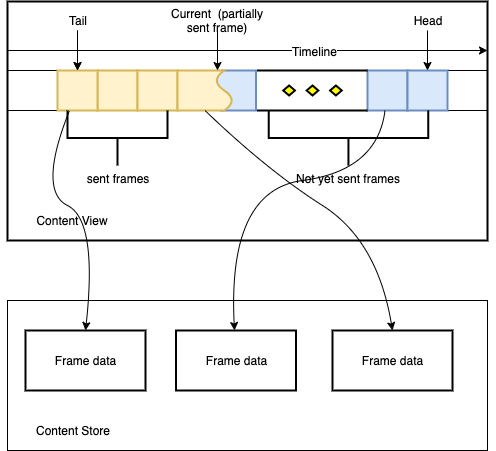 Tail
Current (partially
sent frame)
Head
Timeline
sent frames
Not yet sent frames
Content View
Frame data
Frame data
Frame data
Content Store